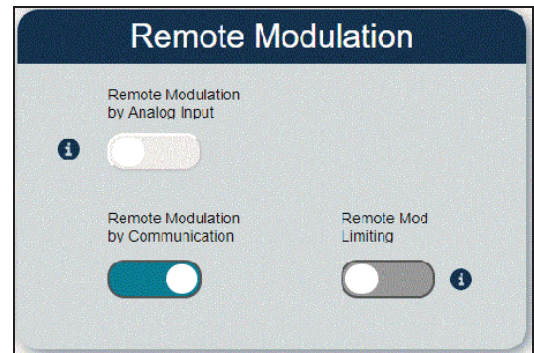 Remote Modulation
Remote Modulation
by Analog Input
Remote Modulation
by Communication
Remote Mod
Limiting